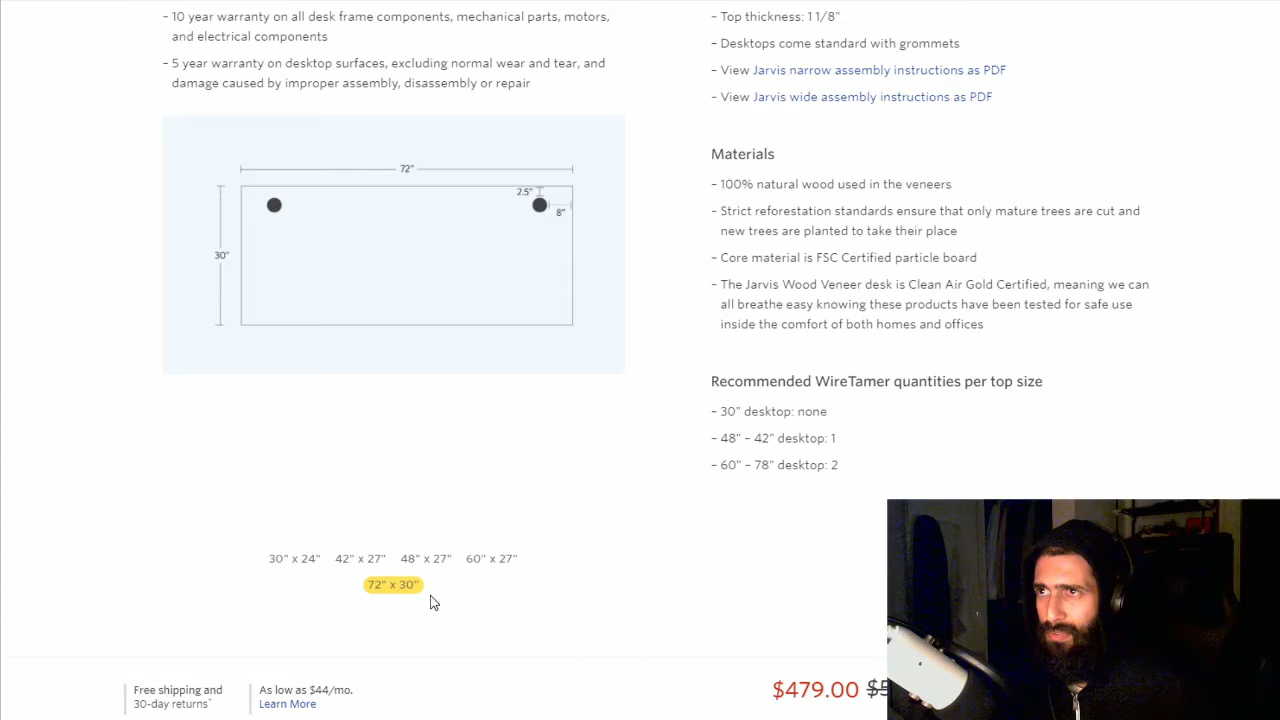 – 10 year warranty on all desk frame components, mechanical parts, motors,
and electrical components
– 5 year warranty on desktop surfaces, excluding normal wear and tear, and
damage caused by improper assembly, disassembly or repair
72"
2.5"
8"
30"
30" x 24" 42" x 27" 48" x 27" 60" x 27"
72" x 30"
– Top thickness: 1 1/8"
– Desktops come standard with grommets
– View Jarvis narrow assembly instructions as PDF
– View Jarvis wide assembly instructions as PDF
Materials
– 100% natural wood used in the veneers
– Strict reforestation standards ensure that only mature trees are cut and
new trees are planted to take their place
– Core material is FSC Certified particle board
– The Jarvis Wood Veneer desk is Clean Air Gold Certified, meaning we can
all breathe easy knowing these products have been tested for safe use
inside the comfort of both homes and offices
Recommended WireTamer quantities per top size
– 30" desktop: none
– 48" – 42" desktop: 1
– 60" – 78" desktop: 2
Free shipping and
30-day returns*
As low as $44/mo.
Learn More
$479.00